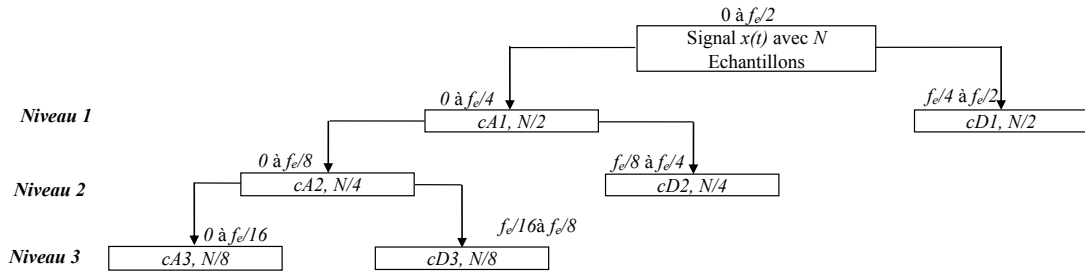 0 à fe/2
Signal x(t) avec N
Echantillons
0 à fe/4
fe/4 à fe/2
Niveau 1
cA1, N/2
cD1, N/2
0 à fe/8
fe/8 à fe/4
Niveau 2
cA2, N/4
cD2, N/4
0 à fe/16
fe/16à fe/8
Niveau 3
cA3, N/8
cD3, N/8